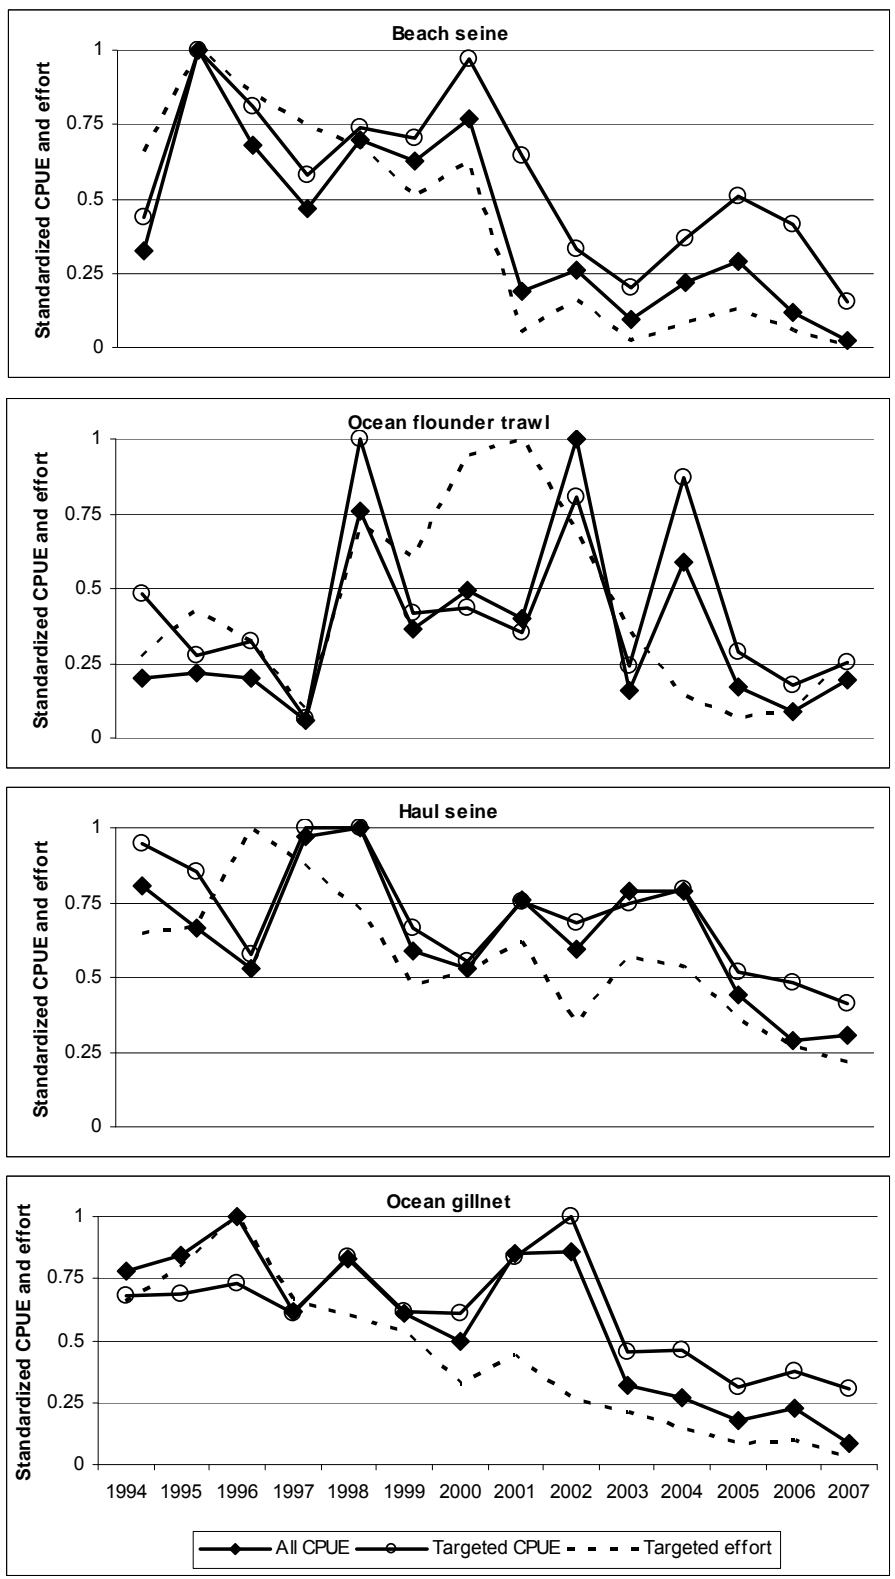 Beach seine
Standardized CPUE and effort
1
0.75
0.5
0.25
0
Ocean flounder trawl
Standardized CPUE and effort
1
0.75
0.5
0.25
0
Haul seine
Standardized CPUE and effort
1
0.75
0.5
0.25
0
Ocean gillnet
Standardized CPUE and effort
1
0.75
0.5
0.25
0
1994 1995 1996 1997 1998 1999 2000 2001 2002 2003 2004 2005 2006 2007
All CPUE Targeted CPUE Targeted effort